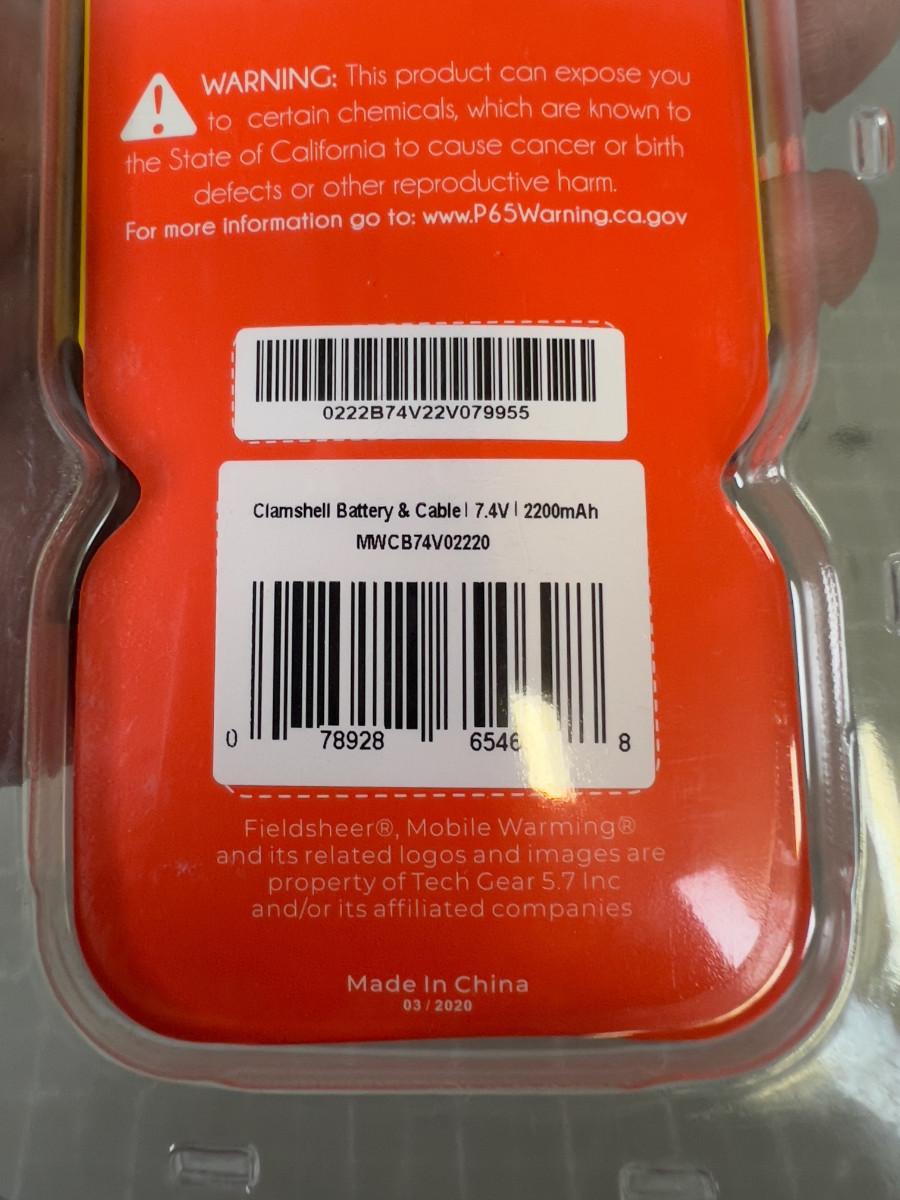 WARNING: This product can expose you
to certain chemicals, which are known to
the State of California to cause cancer or birth
defects or other reproductive harm.
For more information go to: www.P65Warning.ca.gov
0222B74V22V079955
Clamshell Battery & Cable | 7.4V | 2200mAh
MWCB74V02220
0 78928 6546 8
Fieldsheer®, Mobile Warming®
and its related logos and images are
property of Tech Gear 5.7 Inc
and/or its affiliated companies
Made In China
03 / 2020